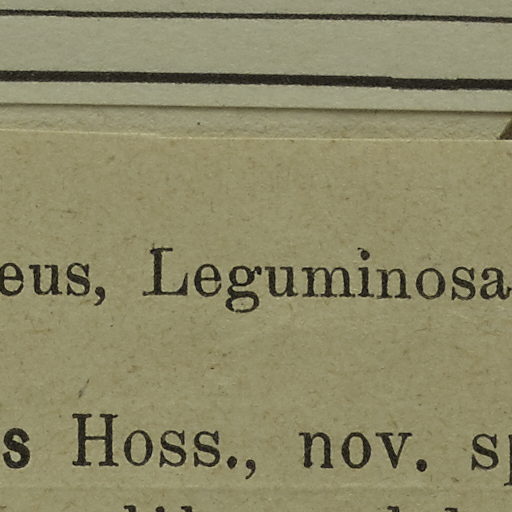 eus, Leguminosa
s Hoss., nov. sp